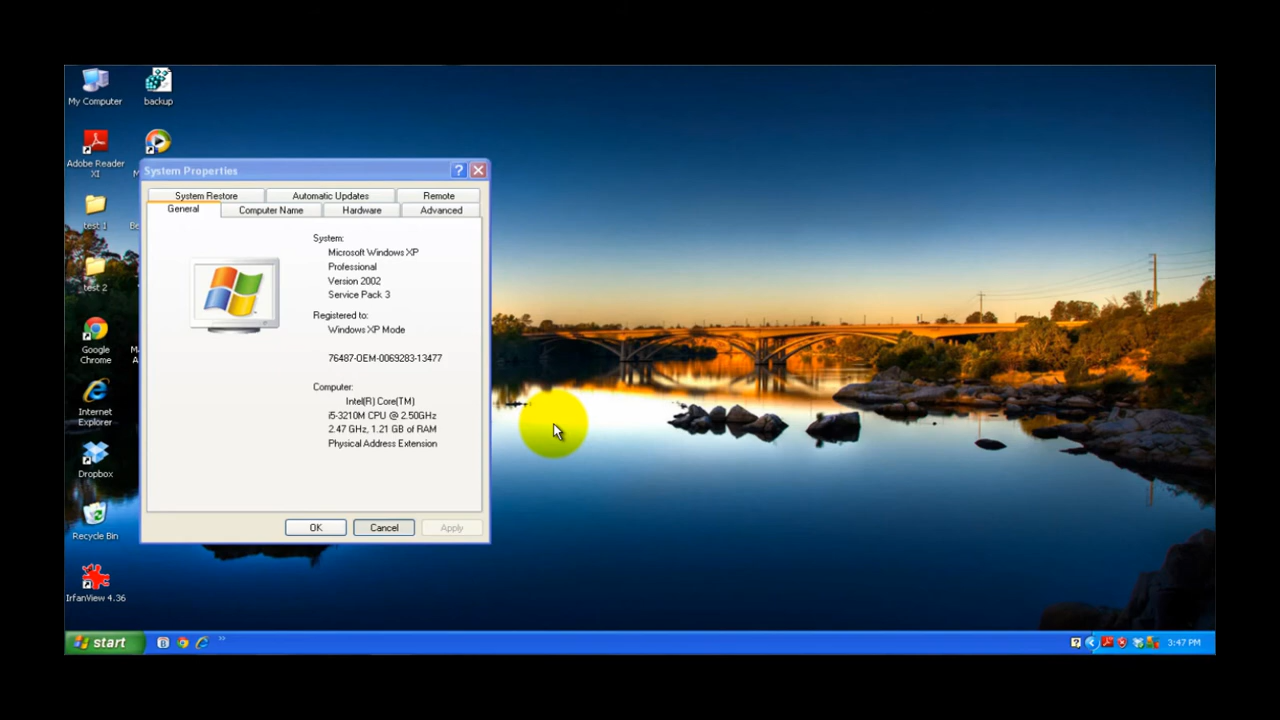 My Computer
backup
Adobe Reader
XI
test 1
test 2
Google
Chrome
Internet
Explorer
Dropbox
Recycle Bin
IrfanView 4.36
System Properties
System Restore
Automatic Updates
Remote
General
Computer Name
Hardware
Advanced
System:
Microsoft Windows XP
Professional
Version 2002
Service Pack 3
Registered to:
Windows XP Mode
76487-OEM-0069283-13477
Computer:
Intel(R) Core(TM)
i5-3210M CPU @ 2.50GHz
2.47 GHz, 1.21 GB of RAM
Physical Address Extension
OK
Cancel
Apply
start
3:47 PM